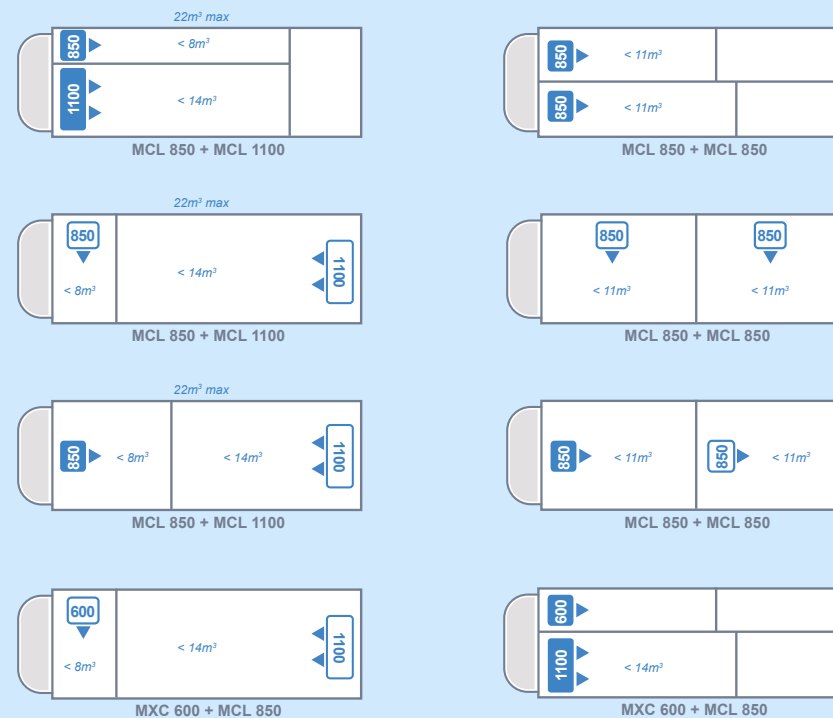 22m³ max
850
< 8m³
1100
< 14m³
MCL 850 + MCL 1100
850
< 11m³
850
< 11m³
MCL 850 + MCL 850
22m³ max
850
< 8m³
< 14m³
1100
MCL 850 + MCL 1100
850
850
< 11m³
< 11m³
MCL 850 + MCL 850
22m³ max
850
< 8m³
< 14m³
1100
MCL 850 + MCL 1100
850
< 11m³
850
< 11m³
MCL 850 + MCL 850
600
< 8m³
< 14m³
1100
MXC 600 + MCL 850
600
1100
< 14m³
MXC 600 + MCL 850